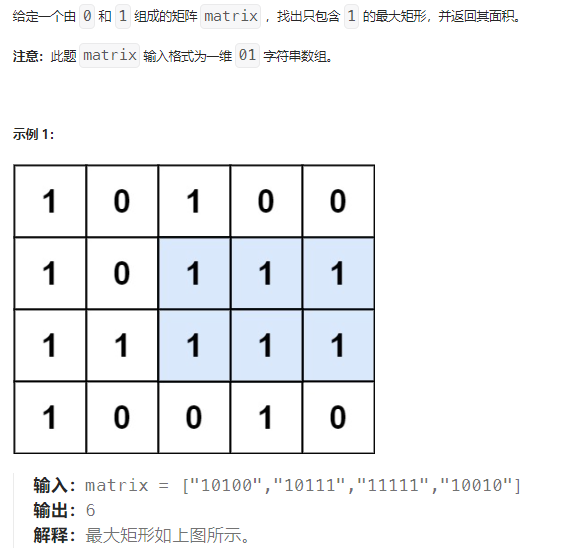 给定一个由 0 和 1 组成的矩阵 matrix ，找出只包含 1 的最大矩形，并返回其面积。
注意：此题 matrix 输入格式为一维 01 字符串数组。
示例 1：
1 0 1 0 0
1 0 1 1 1
1 1 1 1 1
1 0 0 1 0
输入：matrix = ["10100","10111","11111","10010"]
输出：6
解释：最大矩形如上图所示。